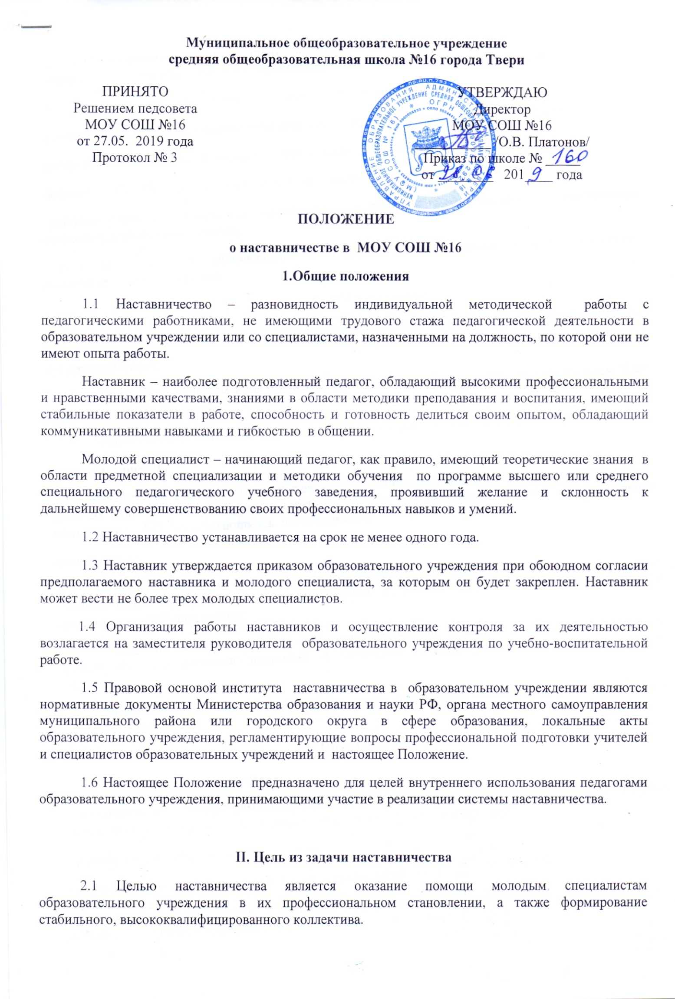 Муниципальное общеобразовательное учреждение
средняя общеобразовательная школа №16 города Твери
ПРИНЯТО
Решением педсовета
МОУ СОШ №16
от 27.05. 2019 года
Протокол № 3
УТВЕРЖДАЮ
Директор
МОУ СОШ №16
/О.В. Платонов/
Приказ по школе № 160
от 28. 201 9 года
ПОЛОЖЕНИЕ
о наставничестве в МОУ СОШ №16
1.Общие положения
1.1 Наставничество – разновидность индивидуальной методической работы с
педагогическими работниками, не имеющими трудового стажа педагогической деятельности в
образовательном учреждении или со специалистами, назначенными на должность, по которой они не
имеют опыта работы.
Наставник – наиболее подготовленный педагог, обладающий высокими профессиональными
и нравственными качествами, знаниями в области методики преподавания и воспитания, имеющий
стабильные показатели в работе, способность и готовность делиться своим опытом, обладающий
коммуникативными навыками и гибкостью в общении.
Молодой специалист – начинающий педагог, как правило, имеющий теоретические знания в
области предметной специализации и методики обучения по программе высшего или среднего
специального педагогического учебного заведения, проявивший желание и склонность к
дальнейшему совершенствованию своих профессиональных навыков и умений.
1.2 Наставничество устанавливается на срок не менее одного года.
1.3 Наставник утверждается приказом образовательного учреждения при обоюдном согласии
предполагаемого наставника и молодого специалиста, за которым он будет закреплен. Наставник
может вести не более трех молодых специалистов.
1.4 Организация работы наставников и осуществление контроля за их деятельностью
возлагается на заместителя руководителя образовательного учреждения по учебно-воспитательной
работе.
1.5 Правовой основой института наставничества в образовательном учреждении являются
нормативные документы Министерства образования и науки РФ, органа местного самоуправления
муниципального района или городского округа в сфере образования, локальные акты
образовательного учреждения, регламентирующие вопросы профессиональной подготовки учителей
и специалистов образовательных учреждений и настоящее Положение.
1.6 Настоящее Положение предназначено для целей внутреннего использования педагогами
образовательного учреждения, принимающими участие в реализации системы наставничества.
II. Цель из задачи наставничества
2.1 Целью наставничества является оказание помощи молодым специалистам
образовательного учреждения в их профессиональном становлении, а также формирование
стабильного, высококвалифицированного коллектива.